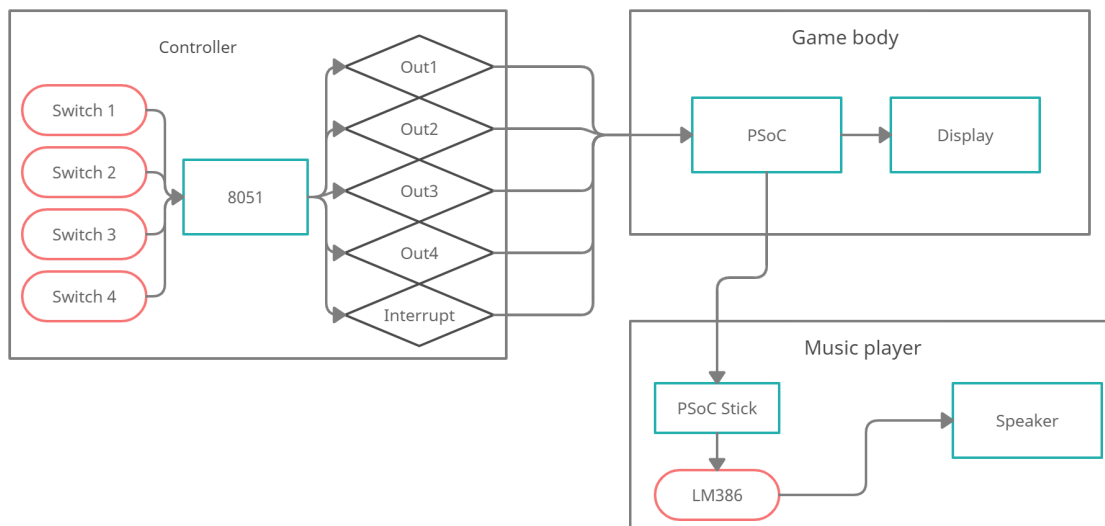 Controller
Switch 1
Switch 2
Switch 3
Switch 4
8051
Out1
Out2
Out3
Out4
Interrupt
Game body
PSoC
Display
Music player
PSoC Stick
LM386
Speaker